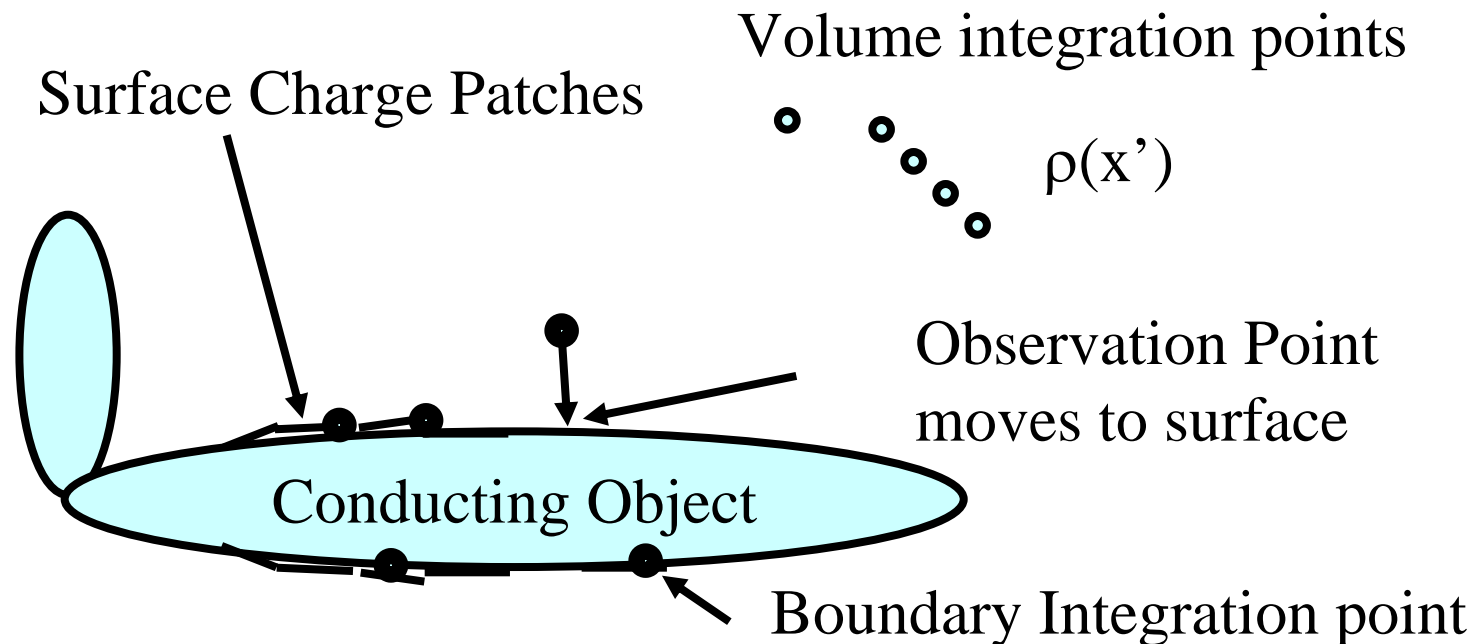 Volume integration points
Surface Charge Patches
ρ(x’)
Observation Point
moves to surface
Conducting Object
Boundary Integration point